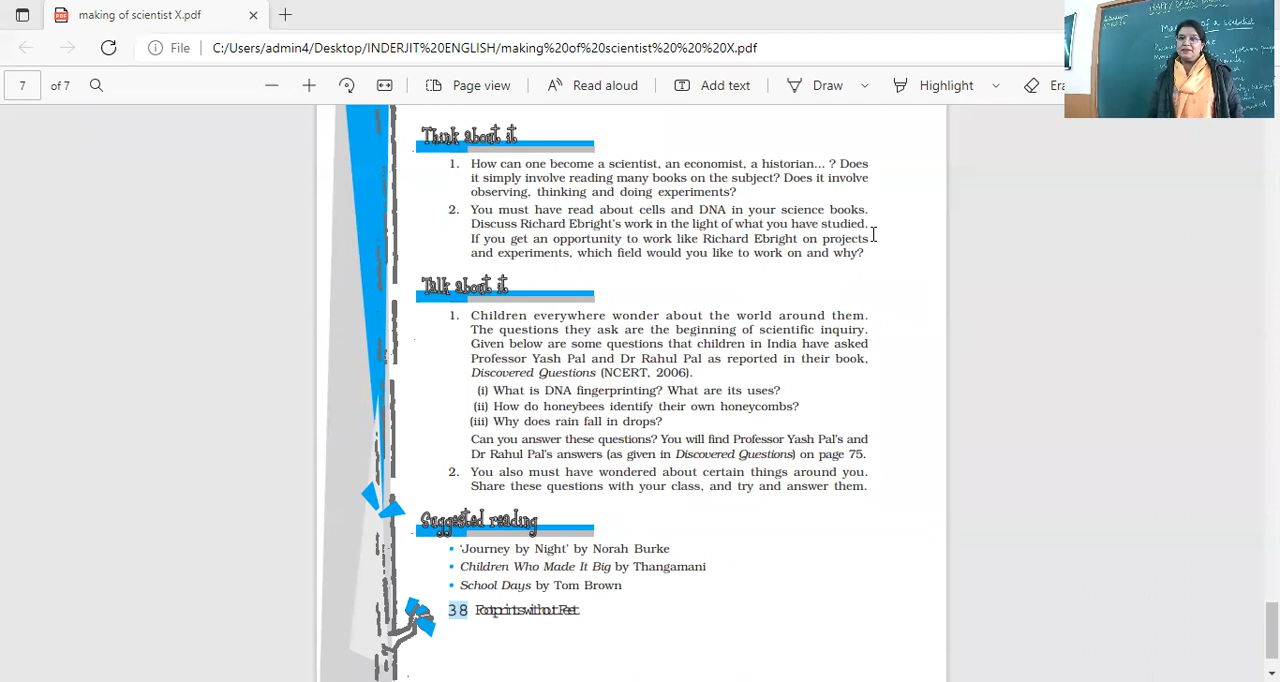 making of scientist X.pdf
File C:/Users/admin4/Desktop/INDERJIT%20ENGLISH/making%20of%20scientist%20%20%20X.pdf
7 of 7 Page view Read aloud Add text Draw Highlight
Think about it
1. How can one become a scientist, an economist, a historian... ? Does
it simply involve reading many books on the subject? Does it involve
observing, thinking and doing experiments?
2. You must have read about cells and DNA in your science books.
Discuss Richard Ebright's work in the light of what you have studied.
If you get an opportunity to work like Richard Ebright on projects
and experiments, which field would you like to work on and why?
Talk about it
1. Children everywhere wonder about the world around them.
The questions they ask are the beginning of scientific inquiry.
Given below are some questions that children in India have asked
Professor Yash Pal and Dr Rahul Pal as reported in their book,
Discovered Questions (NCERT, 2006).
(i) What is DNA fingerprinting? What are its uses?
(ii) How do honeybees identify their own honeycombs?
(iii) Why does rain fall in drops?
Can you answer these questions? You will find Professor Yash Pal's and
Dr Rahul Pal's answers (as given in Discovered Questions) on page 75.
2. You also must have wondered about certain things around you.
Share these questions with your class, and try and answer them.
Suggested reading
• 'Journey by Night' by Norah Burke
• Children Who Made It Big by Thangamani
• School Days by Tom Brown
38 Footprints without Feet